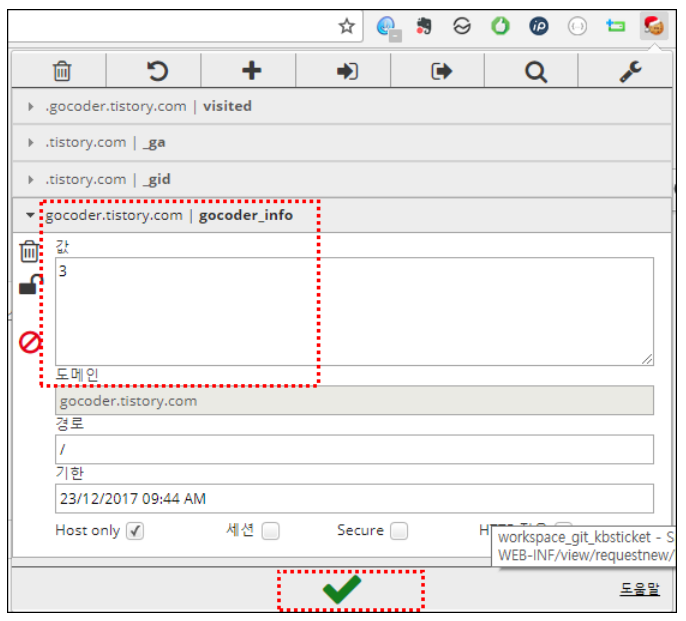 ip
.gocoder.tistory.com | visited
.tistory.com | _ga
.tistory.com | _gid
gocoder.tistory.com | gocoder_info
값
3
도메인
gocoder.tistory.com
경로
/
기한
23/12/2017 09:44 AM
Host only 세션 Secure
workspace_git_kbsticket - S
WEB-INF/view/requestnew/
도움말